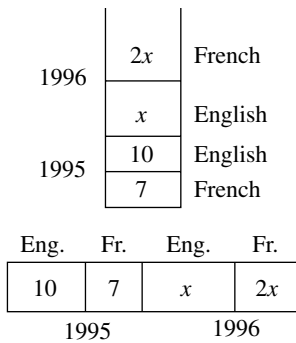 2x French
1996
x English
10 English
1995
7 French
Eng. Fr. Eng. Fr.
10 7 x 2x
1995 1996